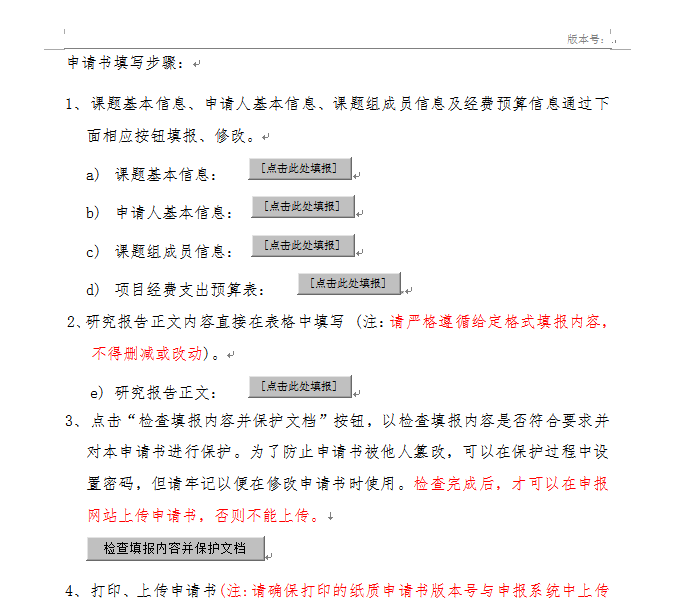 版本号:
申请书填写步骤:
1、课题基本信息、申请人基本信息、课题组成员信息及经费预算信息通过下
面相应按钮填报、修改。
a) 课题基本信息: [点击此处填报]
b) 申请人基本信息: [点击此处填报]
c) 课题组成员信息: [点击此处填报]
d) 项目经费支出预算表: [点击此处填报]
2、研究报告正文内容直接在表格中填写 (注:请严格遵循给定格式填报内容,
不得删减或改动)。
e) 研究报告正文: [点击此处填报]
3、点击“检查填报内容并保护文档”按钮,以检查填报内容是否符合要求并
对本申请书进行保护。为了防止申请书被他人篡改,可以在保护过程中设
置密码,但请牢记以便在修改申请书时使用。检查完成后,才可以在申报
网站上传申请书,否则不能上传。
检查填报内容并保护文档
4、打印、上传申请书(注:请确保打印的纸质申请书版本号与申报系统中上传